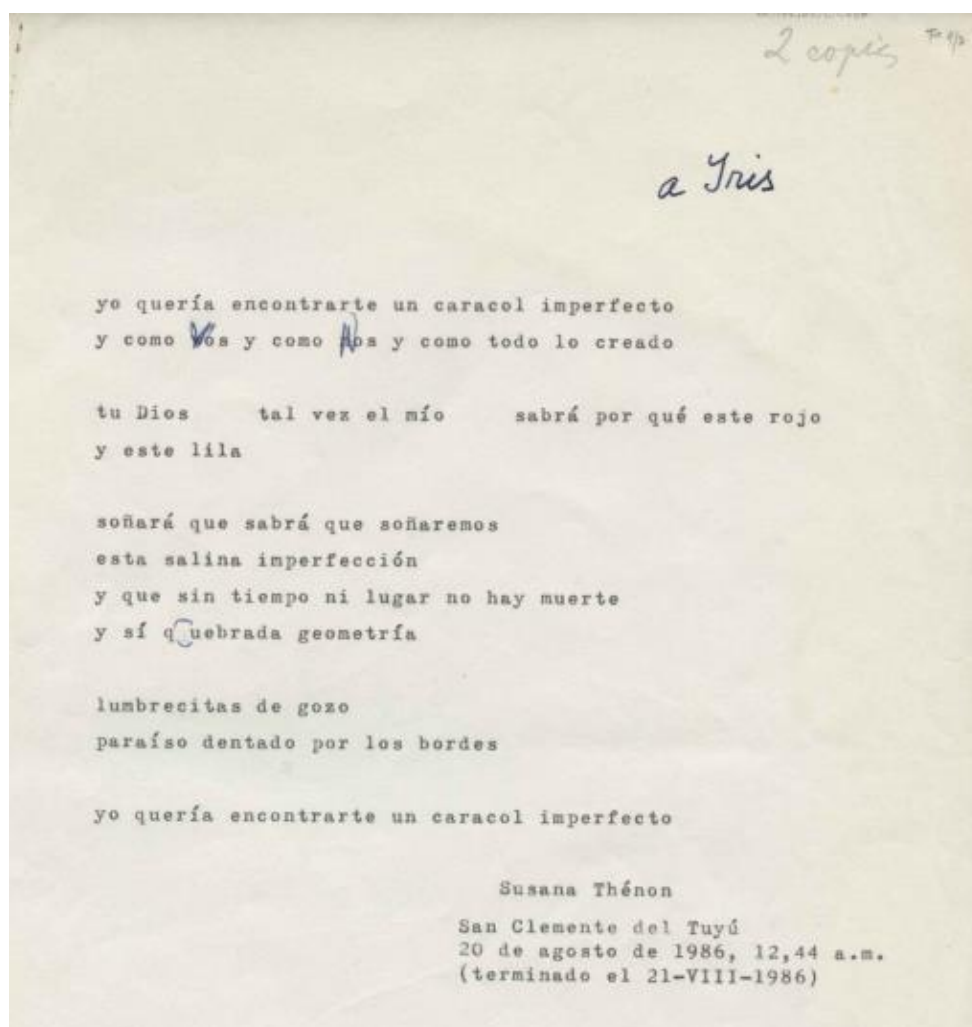 2 copias
a Iris
yo quería encontrarte un caracol imperfecto
y como Vos y como Nos y como todo lo creado
tu Dios tal vez el mío sabrá por qué este rojo
y este lila
soñará que sabrá que soñaremos
esta salina imperfección
y que sin tiempo ni lugar no hay muerte
y sí quebrada geometría
lumbrecitas de gozo
paraíso dentado por los bordes
yo quería encontrarte un caracol imperfecto
Susana Thénon
San Clemente del Tuyú
20 de agosto de 1986, 12,44 a.m.
(terminado el 21-VIII-1986)